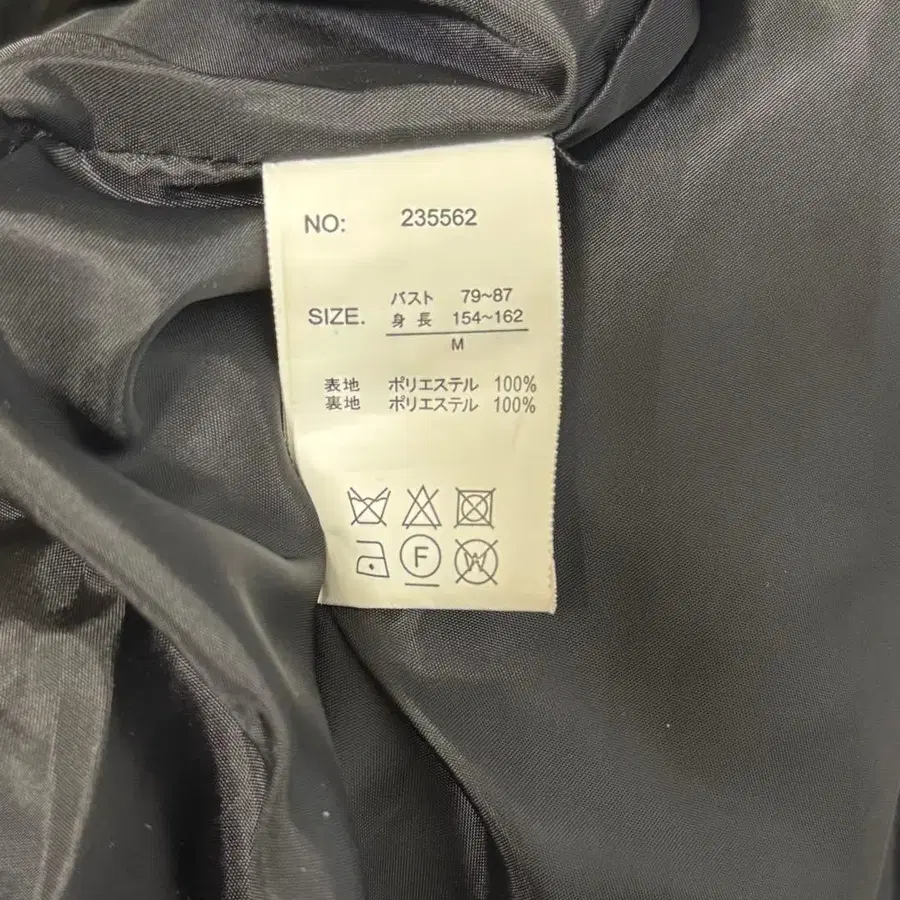 NO: 235562
バスト 79~87
SIZE. 身長 154~162
M
表地 ポリエステル 100%
裏地 ポリエステル 100%
F W